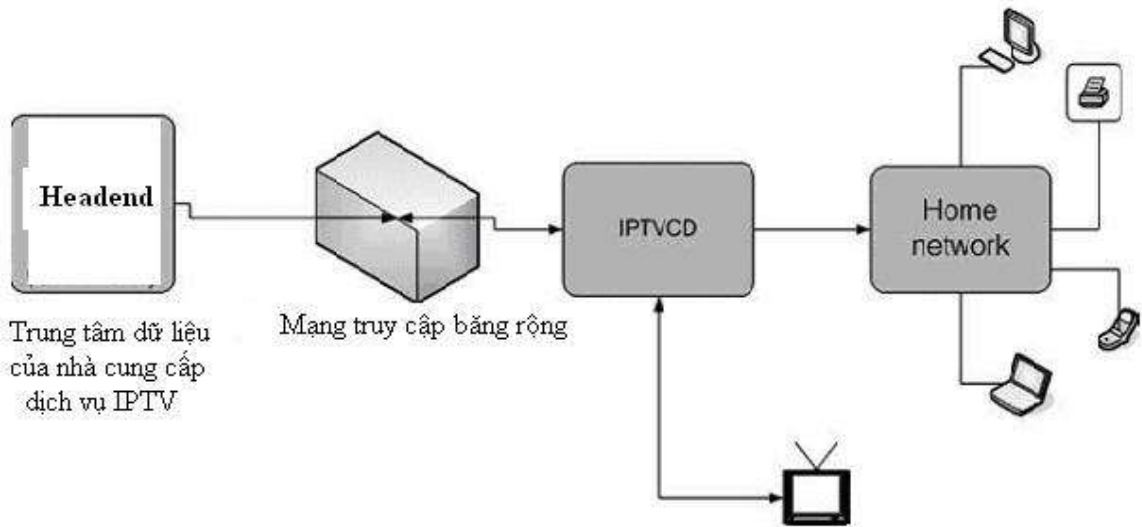 Headend
Trung tâm dữ liệu
của nhà cung cấp
dịch vụ IPTV
Mạng truy cập băng rộng
IPTVCD
Home
network